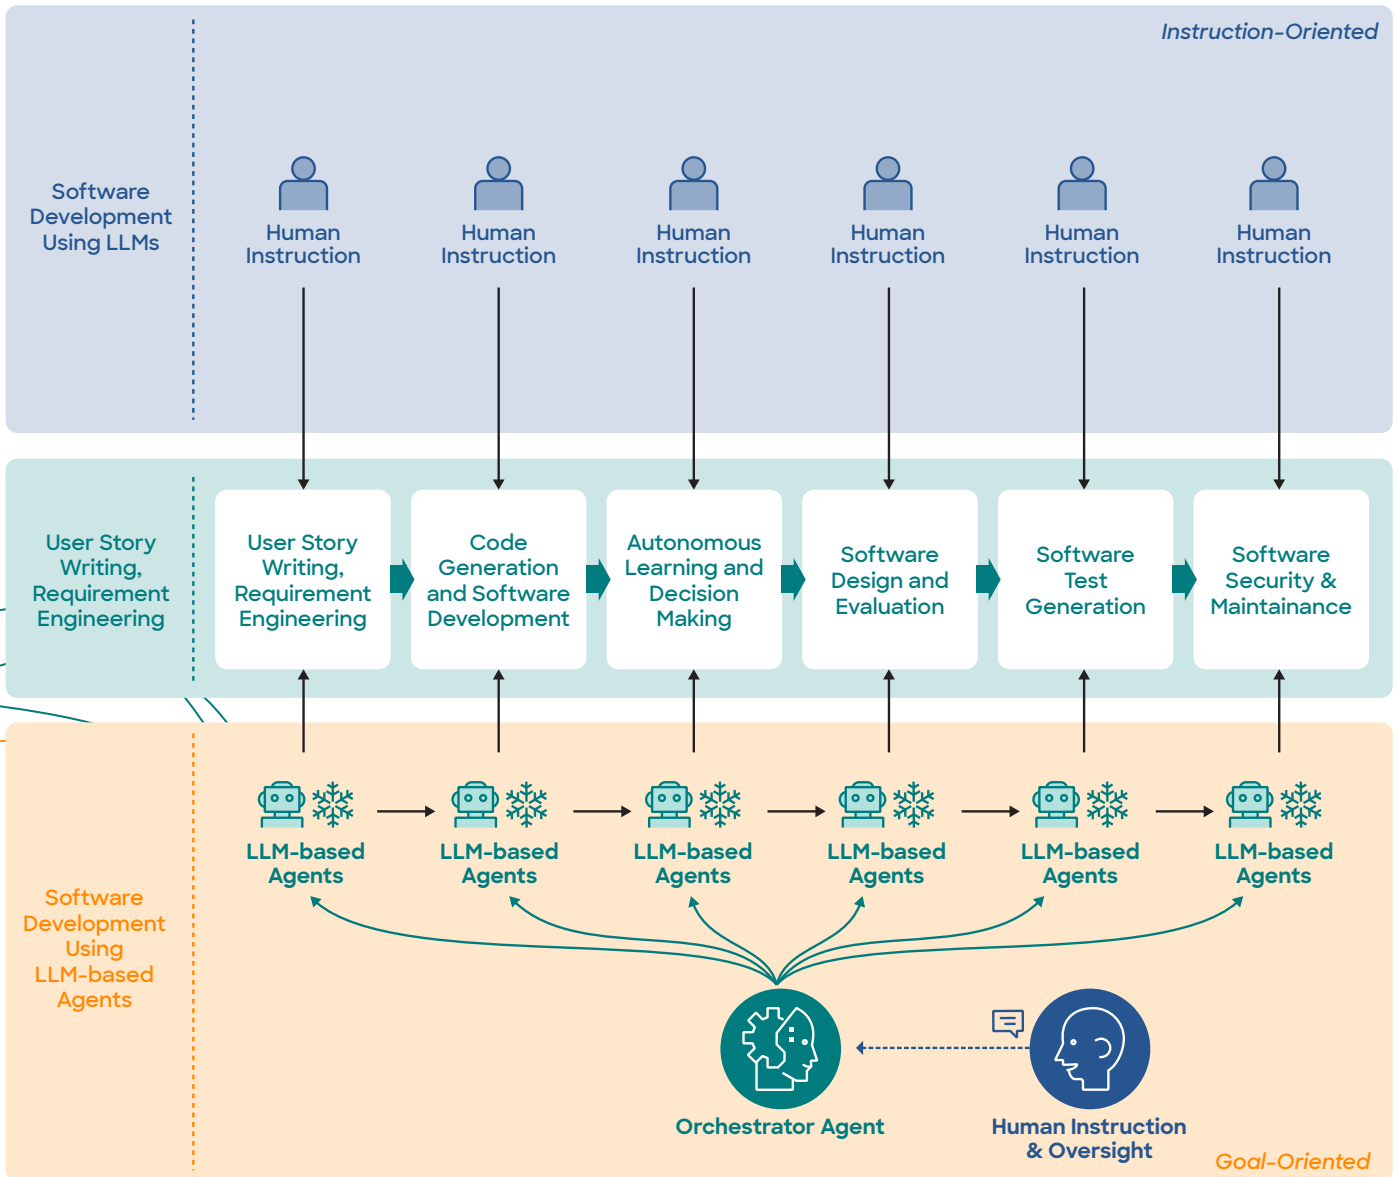 Instruction-Oriented
Software
Development
Using LLMs
Human
Instruction
Human
Instruction
Human
Instruction
Human
Instruction
Human
Instruction
Human
Instruction
User Story
Writing,
Requirement
Engineering
User Story
Writing,
Requirement
Engineering
Code
Generation
and Software
Development
Autonomous
Learning and
Decision
Making
Software
Design and
Evaluation
Software
Test
Generation
Software
Security &
Maintainance
Software
Development
Using
LLM-based
Agents
LLM-based
Agents
LLM-based
Agents
LLM-based
Agents
LLM-based
Agents
LLM-based
Agents
LLM-based
Agents
Orchestrator Agent
Human Instruction
& Oversight
Goal-Oriented